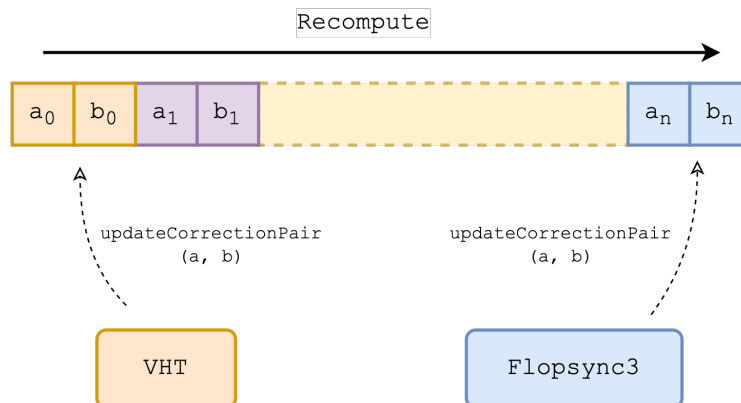 Recompute
a₀ b₀ a₁ b₁ aₙ bₙ
updateCorrectionPair
(a, b)
updateCorrectionPair
(a, b)
VHT
Flopsync3